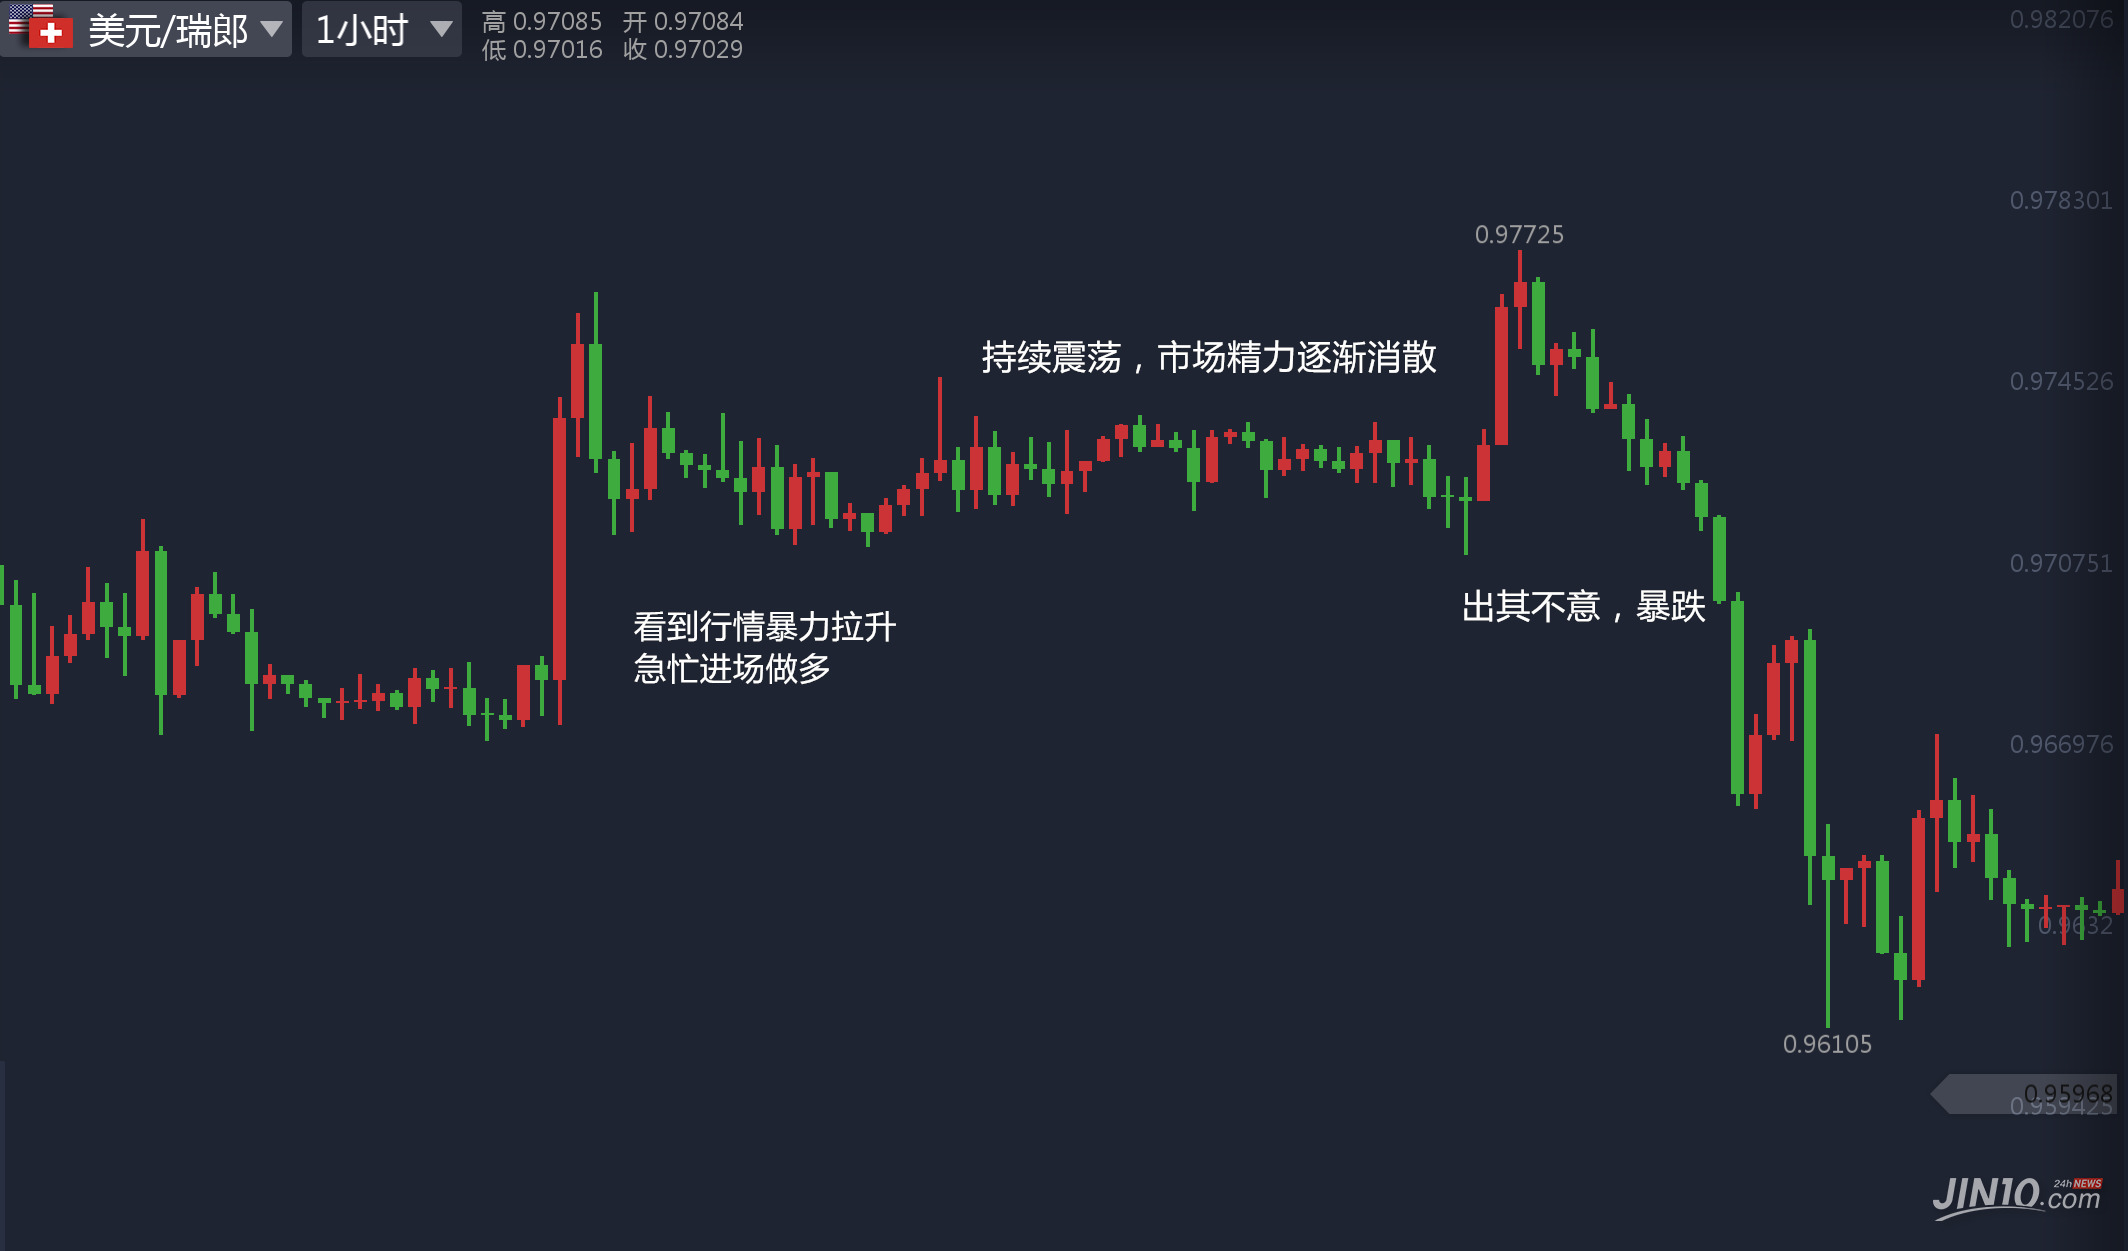 美元/瑞郎
1小时
高 0.97085 开 0.97084
低 0.97016 收 0.97029
0.982076
0.978301
0.97725
持续震荡，市场精力逐渐消散
0.974526
0.970751
出其不意，暴跌
看到行情暴力拉升
急忙进场做多
0.966976
0.9632
0.96105
0.95968
0.959425
24h NEWS
JIN10.com